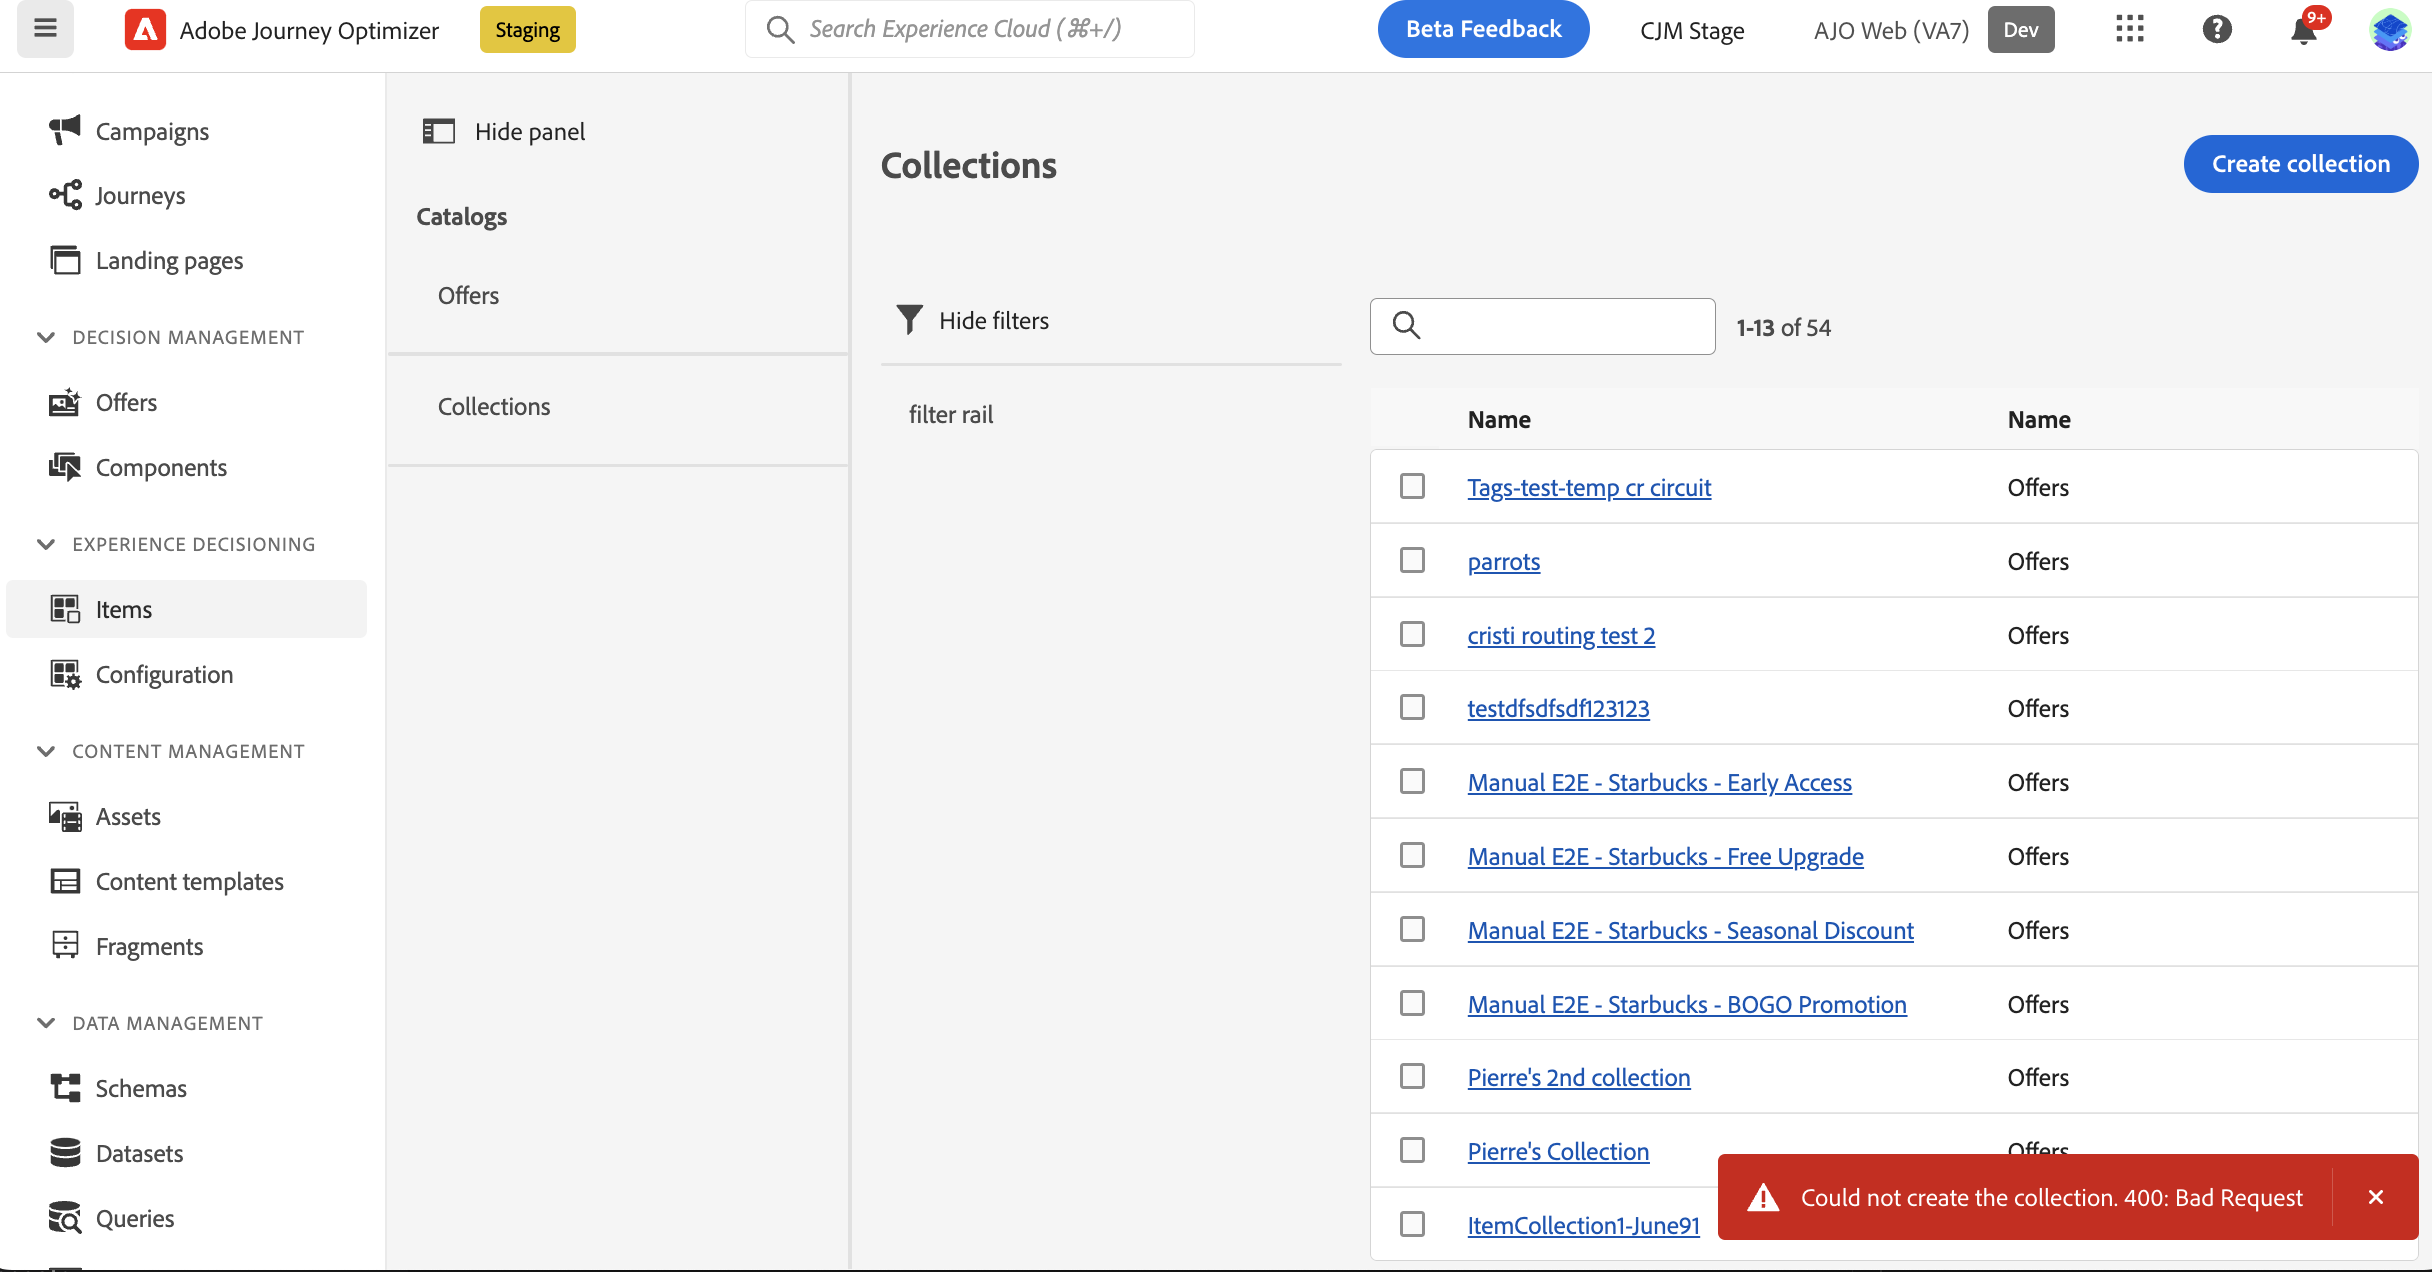 Adobe Journey Optimizer
Staging
Search Experience Cloud (⌘+/)
Beta Feedback
CJM Stage
AJO Web (VA7)
Dev
9+
Campaigns
Journeys
Landing pages
DECISION MANAGEMENT
Offers
Components
EXPERIENCE DECISIONING
Items
Configuration
CONTENT MANAGEMENT
Assets
Content templates
Fragments
DATA MANAGEMENT
Schemas
Datasets
Queries
Hide panel
Catalogs
Offers
Collections
Collections
Create collection
Hide filters
filter rail
1-13 of 54
Name Name
Tags-test-temp cr circuit Offers
parrots Offers
cristi routing test 2 Offers
testdfsdfsdf123123 Offers
Manual E2E - Starbucks - Early Access Offers
Manual E2E - Starbucks - Free Upgrade Offers
Manual E2E - Starbucks - Seasonal Discount Offers
Manual E2E - Starbucks - BOGO Promotion Offers
Pierre's 2nd collection Offers
Pierre's Collection Offers
ItemCollection1-June91
Could not create the collection. 400: Bad Request